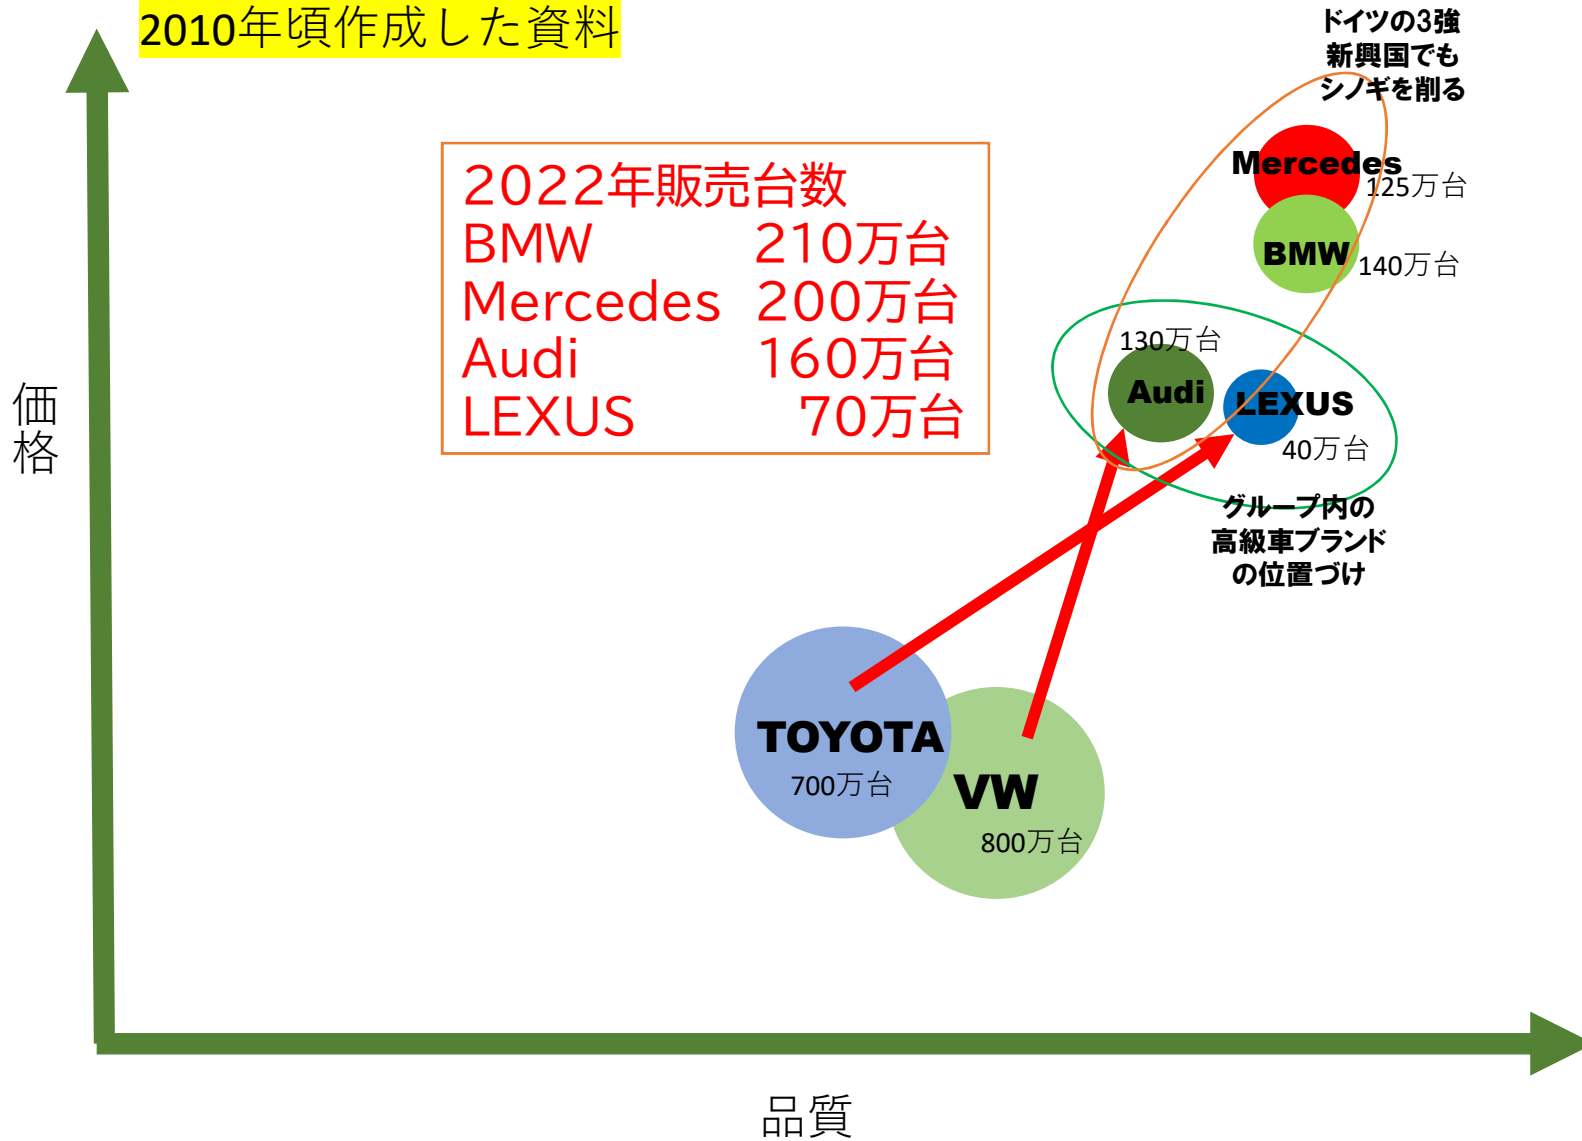 2010年頃作成した資料
ドイツの3強
新興国でも
シノギを削る
2022年販売台数
BMW 210万台
Mercedes 200万台
Audi 160万台
LEXUS 70万台
Mercedes
125万台
BMW
140万台
130万台
Audi
LEXUS
40万台
価格
グループ内の
高級車ブランド
の位置づけ
TOYOTA
700万台
VW
800万台
品質